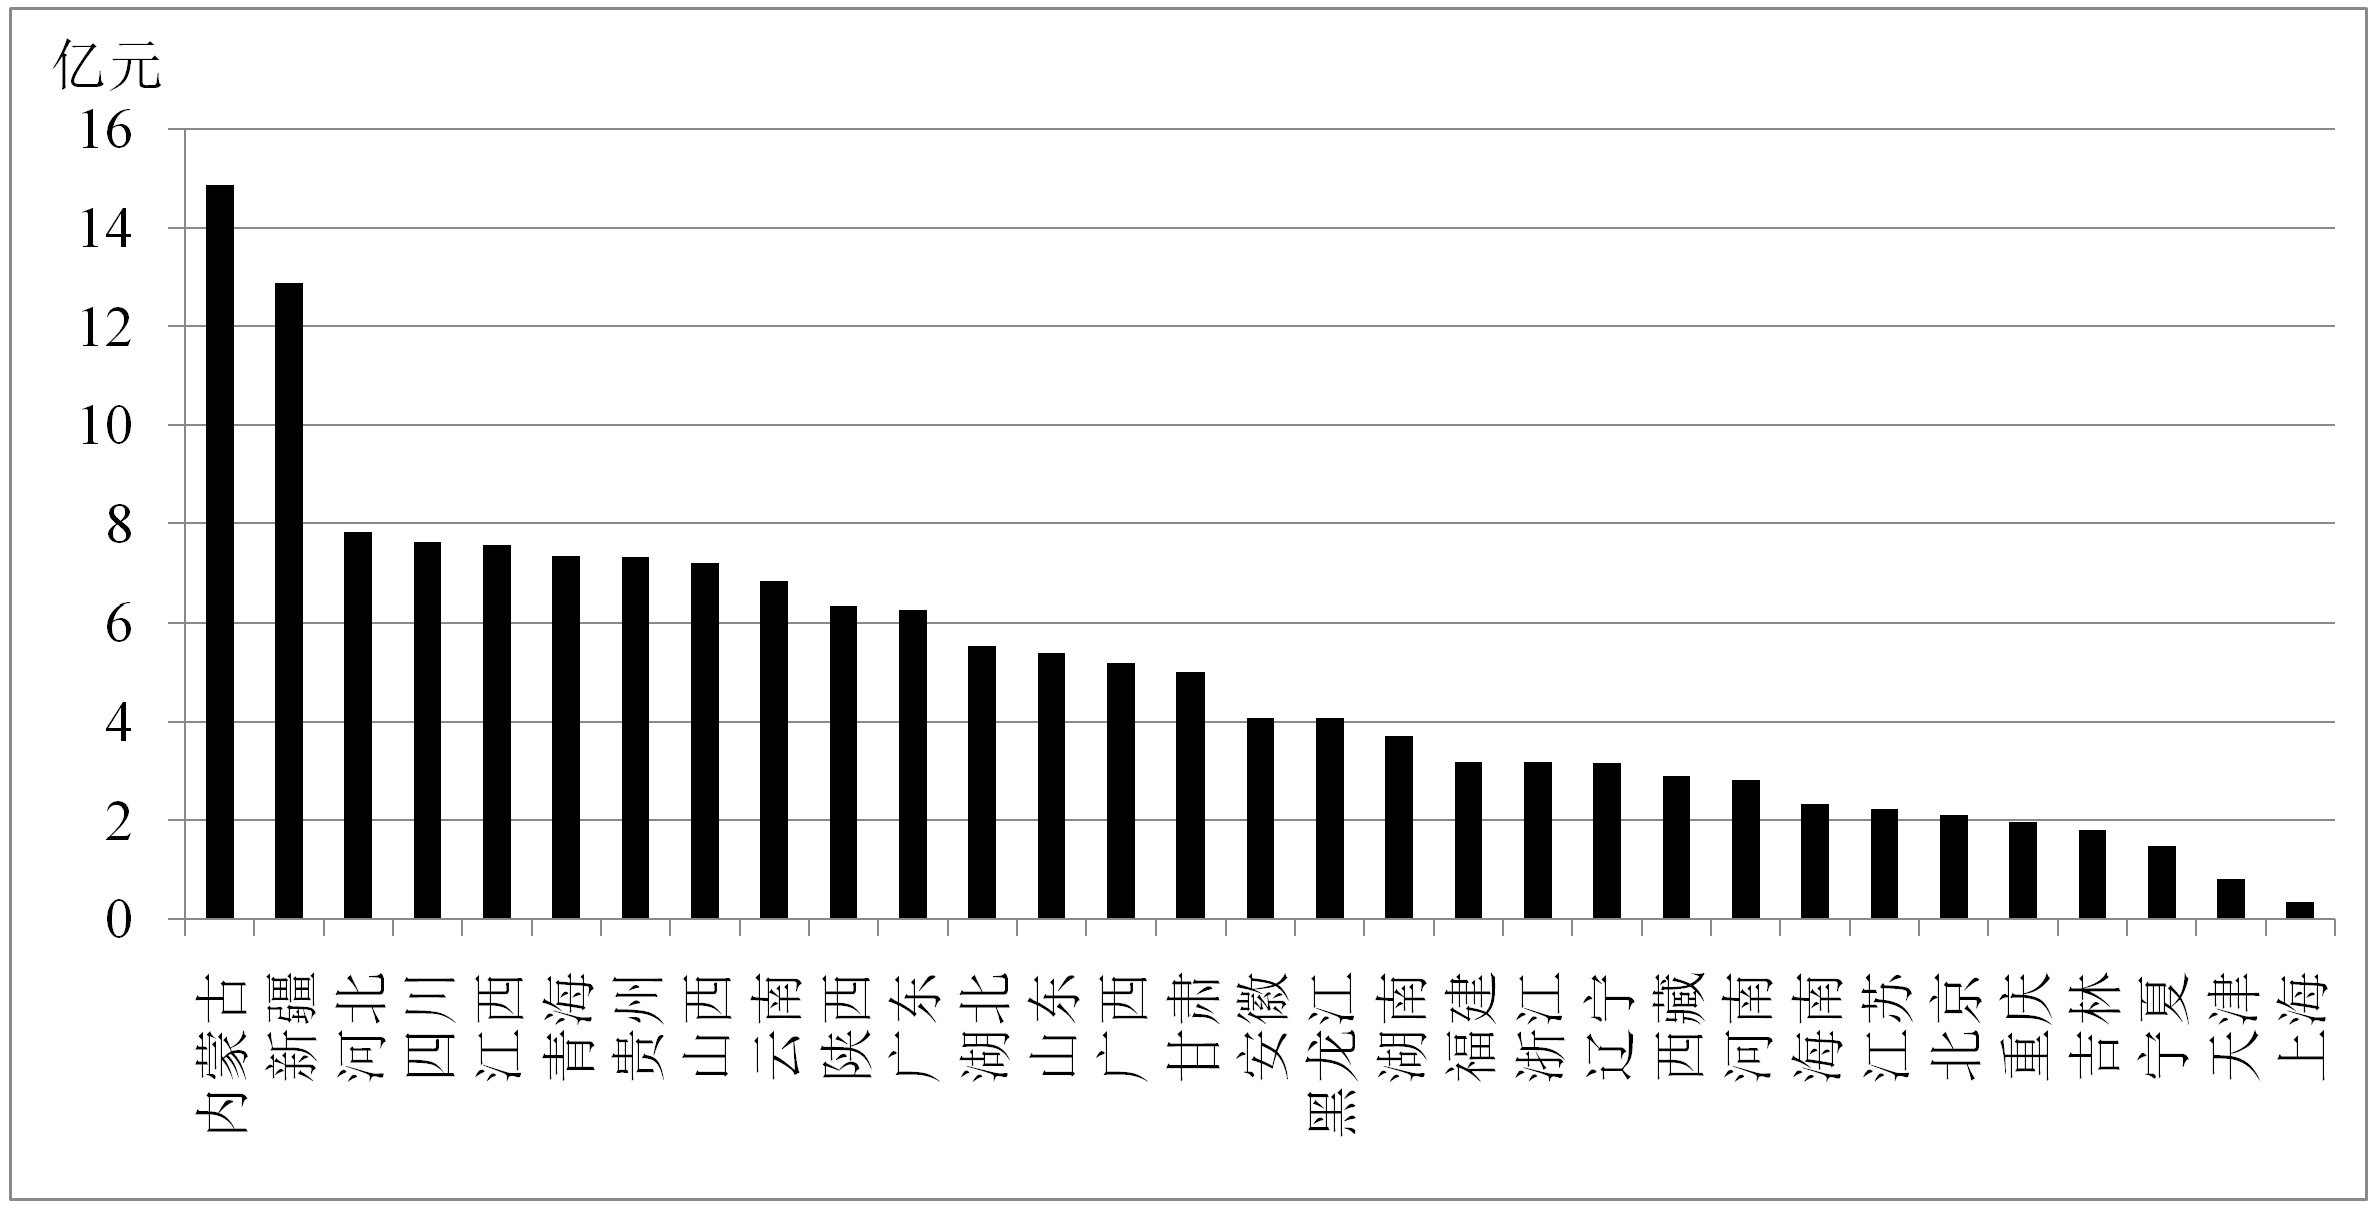 亿元
16
14
12
10
8
6
4
2
0
内蒙古
新疆
河北
四川
江西
青海
贵州
山西
云南
陕西
广东
湖北
山东
广西
甘肃
安徽
黑龙江
湖南
福建
浙江
辽宁
西藏
河南
海南
江苏
北京
重庆
吉林
宁夏
天津
上海